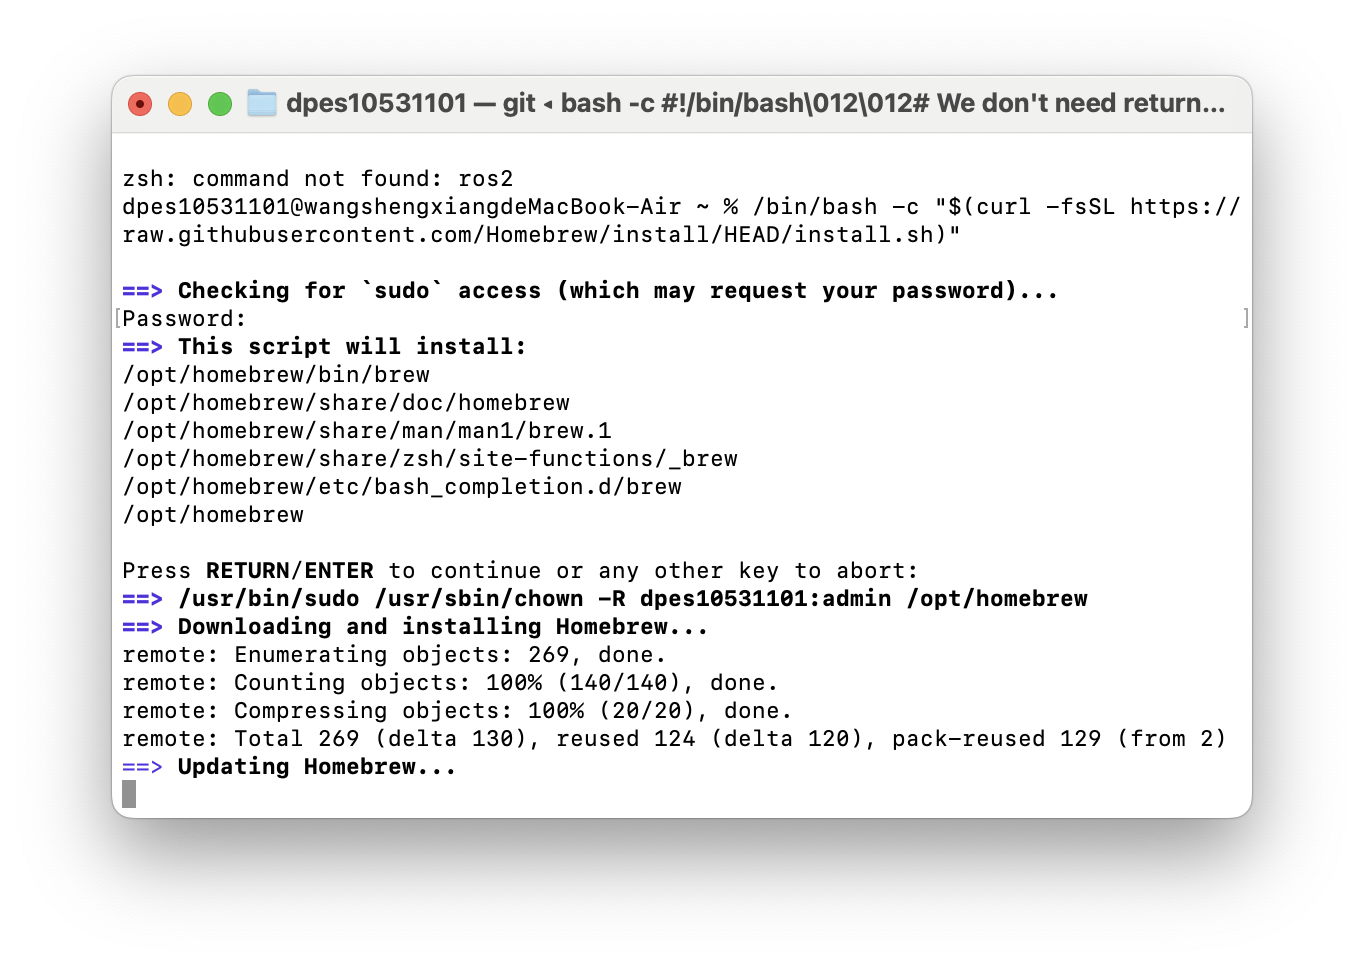 dpes10531101 — git ◂ bash -c #!/bin/bash\012\012# We don't need return...
zsh: command not found: ros2
dpes10531101@wangshengxiangdeMacBook-Air ~ % /bin/bash -c "$(curl -fsSL https://
raw.githubusercontent.com/Homebrew/install/HEAD/install.sh)"
==> Checking for `sudo` access (which may request your password)...
[Password: ]
==> This script will install:
/opt/homebrew/bin/brew
/opt/homebrew/share/doc/homebrew
/opt/homebrew/share/man/man1/brew.1
/opt/homebrew/share/zsh/site-functions/_brew
/opt/homebrew/etc/bash_completion.d/brew
/opt/homebrew
Press RETURN/ENTER to continue or any other key to abort:
==> /usr/bin/sudo /usr/sbin/chown -R dpes10531101:admin /opt/homebrew
==> Downloading and installing Homebrew...
remote: Enumerating objects: 269, done.
remote: Counting objects: 100% (140/140), done.
remote: Compressing objects: 100% (20/20), done.
remote: Total 269 (delta 130), reused 124 (delta 120), pack-reused 129 (from 2)
==> Updating Homebrew...